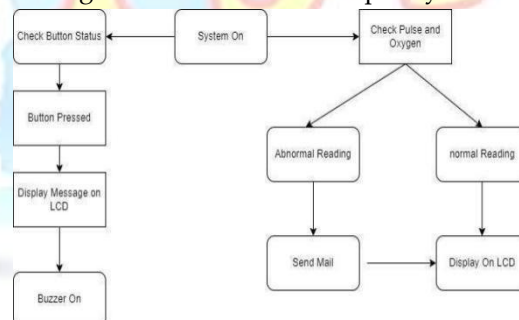 Check Button Status
System On
Check Pulse and
Oxygen
Button Pressed
Abnormal Reading
normal Reading
Display Message on
LCD
Send Mail
Display On LCD
Buzzer On